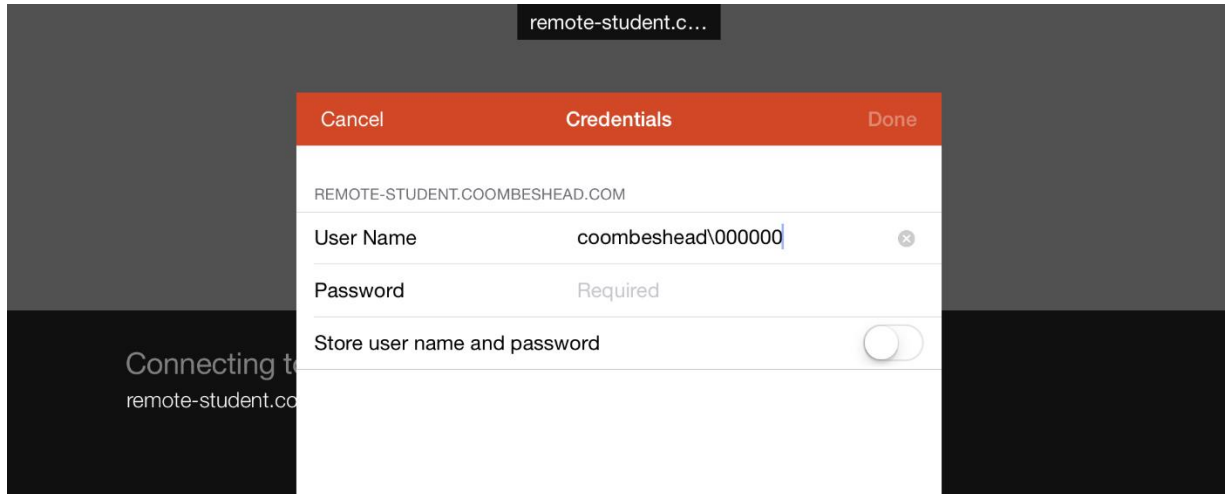 remote-student.c...
Cancel Credentials Done
REMOTE-STUDENT.COOMBESHEAD.COM
User Name coombeshead\000000
Password Required
Store user name and password
Connecting to
remote-student.co